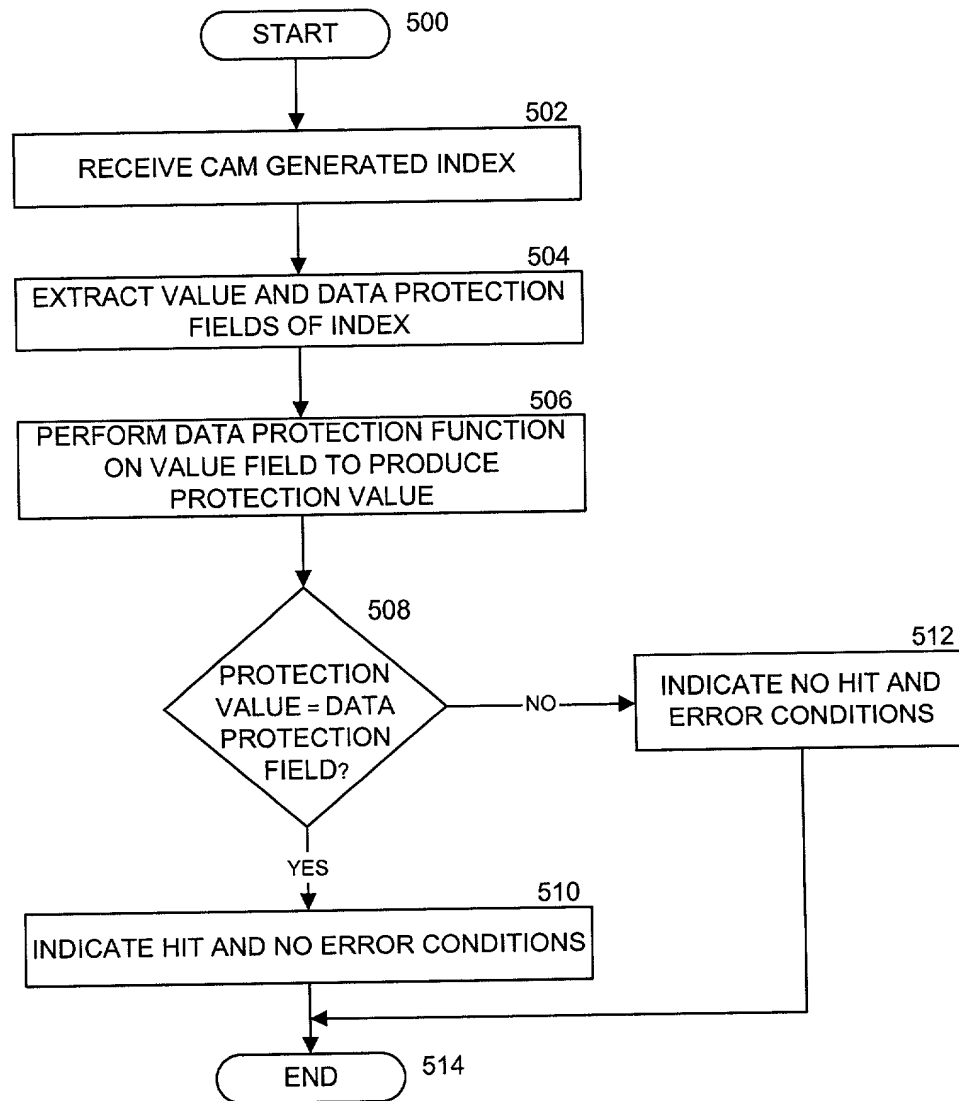 START
500
502
RECEIVE CAM GENERATED INDEX
504
EXTRACT VALUE AND DATA PROTECTION
FIELDS OF INDEX
506
PERFORM DATA PROTECTION FUNCTION
ON VALUE FIELD TO PRODUCE
PROTECTION VALUE
508
PROTECTION
VALUE = DATA
PROTECTION
FIELD?
NO
512
INDICATE NO HIT AND
ERROR CONDITIONS
YES
510
INDICATE HIT AND NO ERROR CONDITIONS
END
514